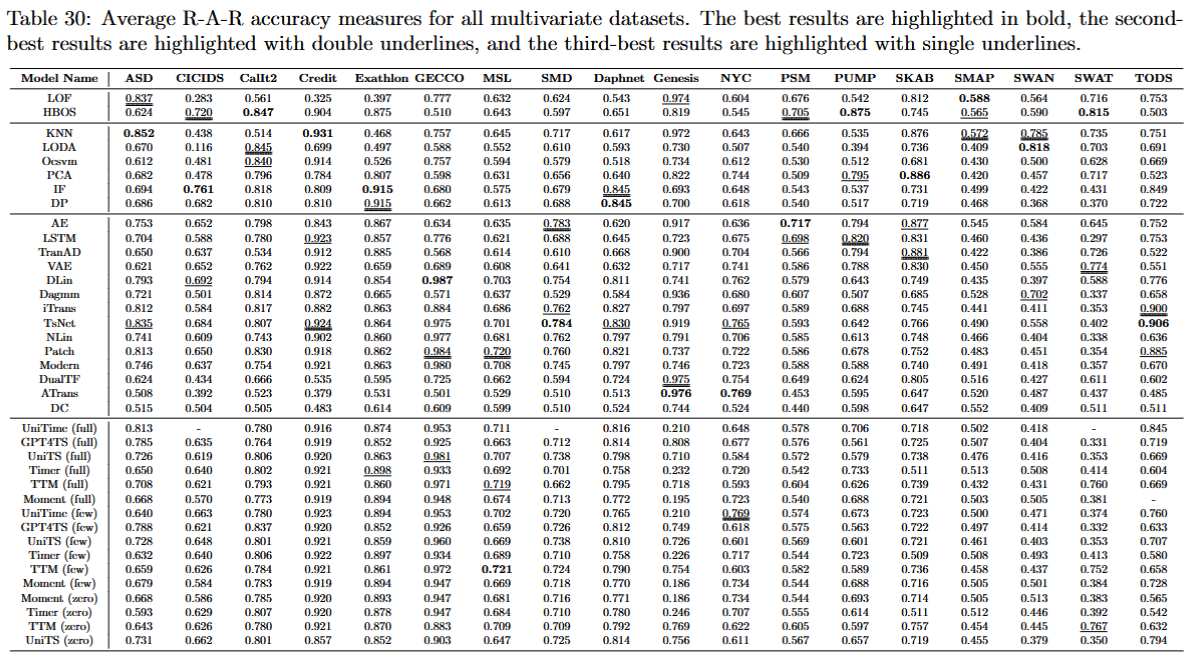 Table 30: Average R-A-R accuracy measures for all multivariate datasets. The best results are highlighted in bold, the second-
best results are highlighted with double underlines, and the third-best results are highlighted with single underlines.
Model Name ASD CICIDS CalIt2 Credit Exathlon GECCO MSL SMD Daphnet Genesis NYC PSM PUMP SKAB SMAP SWAN SWAT TODS
LOF 0.837 0.283 0.561 0.325 0.397 0.777 0.632 0.624 0.543 0.974 0.604 0.676 0.542 0.812 0.588 0.564 0.716 0.753
HBOS 0.624 0.720 0.847 0.904 0.875 0.510 0.643 0.597 0.651 0.819 0.545 0.705 0.875 0.745 0.565 0.590 0.815 0.503
KNN 0.852 0.438 0.514 0.931 0.468 0.757 0.645 0.717 0.617 0.972 0.643 0.666 0.535 0.876 0.572 0.785 0.735 0.751
LODA 0.670 0.116 0.845 0.699 0.497 0.588 0.552 0.610 0.593 0.730 0.507 0.540 0.394 0.736 0.409 0.818 0.703 0.691
Ocsvm 0.612 0.481 0.840 0.914 0.526 0.757 0.594 0.579 0.518 0.734 0.612 0.530 0.512 0.681 0.430 0.500 0.628 0.669
PCA 0.682 0.478 0.796 0.784 0.807 0.598 0.631 0.656 0.640 0.822 0.744 0.509 0.795 0.886 0.420 0.457 0.717 0.523
IF 0.694 0.761 0.818 0.809 0.915 0.680 0.575 0.679 0.845 0.693 0.648 0.543 0.537 0.731 0.499 0.422 0.431 0.849
DP 0.686 0.682 0.810 0.810 0.915 0.662 0.613 0.688 0.845 0.700 0.618 0.540 0.517 0.719 0.468 0.368 0.370 0.722
AE 0.753 0.652 0.798 0.843 0.867 0.634 0.635 0.783 0.620 0.917 0.636 0.717 0.794 0.877 0.545 0.584 0.645 0.752
LSTM 0.704 0.588 0.780 0.923 0.857 0.776 0.621 0.688 0.645 0.723 0.675 0.698 0.820 0.831 0.460 0.436 0.297 0.753
TranAD 0.650 0.637 0.534 0.912 0.885 0.568 0.614 0.610 0.668 0.900 0.704 0.566 0.794 0.881 0.422 0.386 0.726 0.522
VAE 0.621 0.652 0.762 0.922 0.659 0.689 0.608 0.641 0.632 0.717 0.741 0.586 0.788 0.830 0.450 0.555 0.774 0.551
DLin 0.793 0.692 0.794 0.914 0.854 0.987 0.703 0.754 0.811 0.741 0.762 0.579 0.643 0.749 0.435 0.397 0.588 0.776
Dagmm 0.721 0.501 0.814 0.872 0.665 0.571 0.637 0.529 0.584 0.936 0.680 0.607 0.507 0.685 0.528 0.702 0.337 0.658
iTrans 0.812 0.584 0.817 0.882 0.863 0.884 0.686 0.762 0.827 0.797 0.697 0.589 0.688 0.745 0.441 0.411 0.353 0.900
TsNet 0.835 0.684 0.807 0.924 0.864 0.975 0.701 0.784 0.830 0.919 0.765 0.593 0.642 0.766 0.490 0.558 0.402 0.906
NLin 0.741 0.609 0.743 0.902 0.860 0.977 0.681 0.762 0.797 0.791 0.706 0.585 0.613 0.748 0.466 0.404 0.338 0.636
Patch 0.813 0.650 0.830 0.918 0.862 0.984 0.720 0.760 0.821 0.737 0.722 0.586 0.678 0.752 0.483 0.451 0.354 0.885
Modern 0.746 0.637 0.754 0.921 0.863 0.980 0.708 0.745 0.797 0.746 0.723 0.588 0.588 0.740 0.491 0.418 0.357 0.670
DualTF 0.624 0.434 0.666 0.535 0.595 0.725 0.662 0.594 0.724 0.975 0.754 0.649 0.624 0.805 0.516 0.427 0.611 0.602
ATrans 0.508 0.392 0.523 0.379 0.531 0.501 0.529 0.510 0.513 0.976 0.769 0.453 0.595 0.647 0.520 0.487 0.437 0.485
DC 0.515 0.504 0.505 0.483 0.614 0.609 0.599 0.510 0.524 0.744 0.524 0.440 0.598 0.647 0.552 0.409 0.511 0.511
UniTime (full) 0.813 - 0.780 0.916 0.874 0.953 0.711 - 0.816 0.210 0.648 0.578 0.706 0.718 0.502 0.418 - 0.845
GPT4TS (full) 0.785 0.635 0.764 0.919 0.852 0.925 0.663 0.712 0.814 0.808 0.677 0.576 0.561 0.725 0.507 0.404 0.331 0.719
UniTS (full) 0.726 0.619 0.806 0.920 0.863 0.981 0.707 0.738 0.798 0.710 0.584 0.572 0.579 0.738 0.476 0.416 0.353 0.669
Timer (full) 0.650 0.640 0.802 0.921 0.898 0.933 0.692 0.701 0.758 0.232 0.720 0.542 0.733 0.511 0.513 0.508 0.414 0.604
TTM (full) 0.708 0.621 0.793 0.921 0.860 0.971 0.719 0.662 0.795 0.718 0.593 0.604 0.626 0.739 0.432 0.431 0.760 0.669
Moment (full) 0.668 0.570 0.773 0.919 0.894 0.948 0.674 0.713 0.772 0.195 0.723 0.540 0.688 0.721 0.503 0.505 0.381 -
UniTime (few) 0.640 0.663 0.780 0.923 0.894 0.953 0.702 0.720 0.765 0.210 0.769 0.574 0.673 0.723 0.500 0.471 0.374 0.760
GPT4TS (few) 0.788 0.621 0.837 0.920 0.852 0.926 0.659 0.726 0.812 0.749 0.618 0.575 0.563 0.722 0.497 0.414 0.332 0.633
UniTS (few) 0.728 0.648 0.801 0.921 0.859 0.960 0.669 0.738 0.810 0.726 0.601 0.569 0.601 0.721 0.461 0.403 0.353 0.707
Timer (few) 0.632 0.640 0.806 0.922 0.897 0.934 0.689 0.710 0.758 0.226 0.717 0.544 0.723 0.509 0.508 0.493 0.413 0.580
TTM (few) 0.659 0.626 0.784 0.921 0.861 0.972 0.721 0.724 0.790 0.754 0.603 0.582 0.589 0.736 0.458 0.437 0.752 0.658
Moment (few) 0.679 0.584 0.783 0.919 0.894 0.947 0.669 0.718 0.770 0.186 0.734 0.544 0.688 0.716 0.505 0.501 0.384 0.728
Moment (zero) 0.668 0.586 0.785 0.920 0.893 0.947 0.681 0.716 0.771 0.186 0.734 0.544 0.693 0.714 0.505 0.513 0.383 0.565
Timer (zero) 0.593 0.629 0.807 0.920 0.878 0.947 0.684 0.710 0.780 0.246 0.707 0.555 0.614 0.511 0.512 0.446 0.392 0.542
TTM (zero) 0.643 0.626 0.780 0.921 0.870 0.883 0.709 0.709 0.792 0.769 0.622 0.605 0.597 0.757 0.454 0.445 0.767 0.632
UniTS (zero) 0.731 0.662 0.801 0.857 0.852 0.903 0.647 0.725 0.814 0.756 0.611 0.567 0.657 0.719 0.455 0.379 0.350 0.794